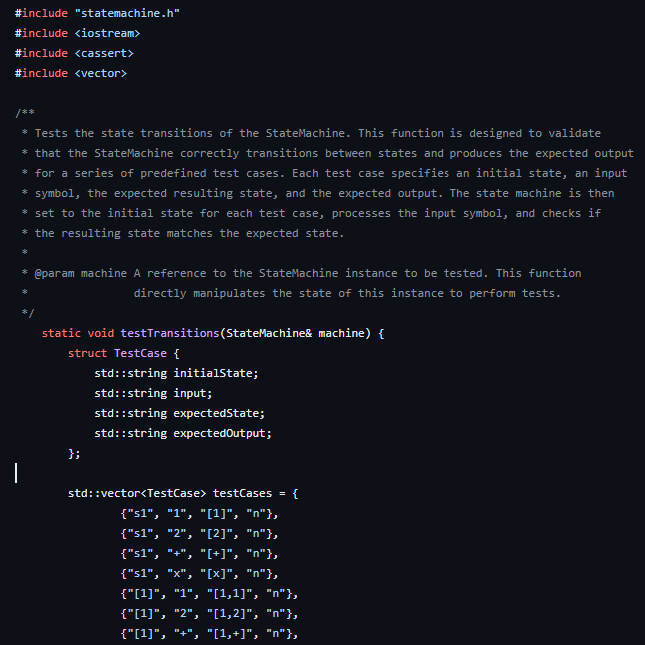 #include "statemachine.h"
#include <iostream>
#include <cassert>
#include <vector>
/**
* Tests the state transitions of the StateMachine. This function is designed to validate
* that the StateMachine correctly transitions between states and produces the expected output
* for a series of predefined test cases. Each test case specifies an initial state, an input
* symbol, the expected resulting state, and the expected output. The state machine is then
* set to the initial state for each test case, processes the input symbol, and checks if
* the resulting state matches the expected state.
*
* @param machine A reference to the StateMachine instance to be tested. This function
* directly manipulates the state of this instance to perform tests.
*/
static void testTransitions(StateMachine& machine) {
struct TestCase {
std::string initialState;
std::string input;
std::string expectedState;
std::string expectedOutput;
};
std::vector<TestCase> testCases = {
{"s1", "1", "[1]", "n"},
{"s1", "2", "[2]", "n"},
{"s1", "+", "[+]", "n"},
{"s1", "x", "[x]", "n"},
{"[1]", "1", "[1,1]", "n"},
{"[1]", "2", "[1,2]", "n"},
{"[1]", "+", "[1,+]", "n"},